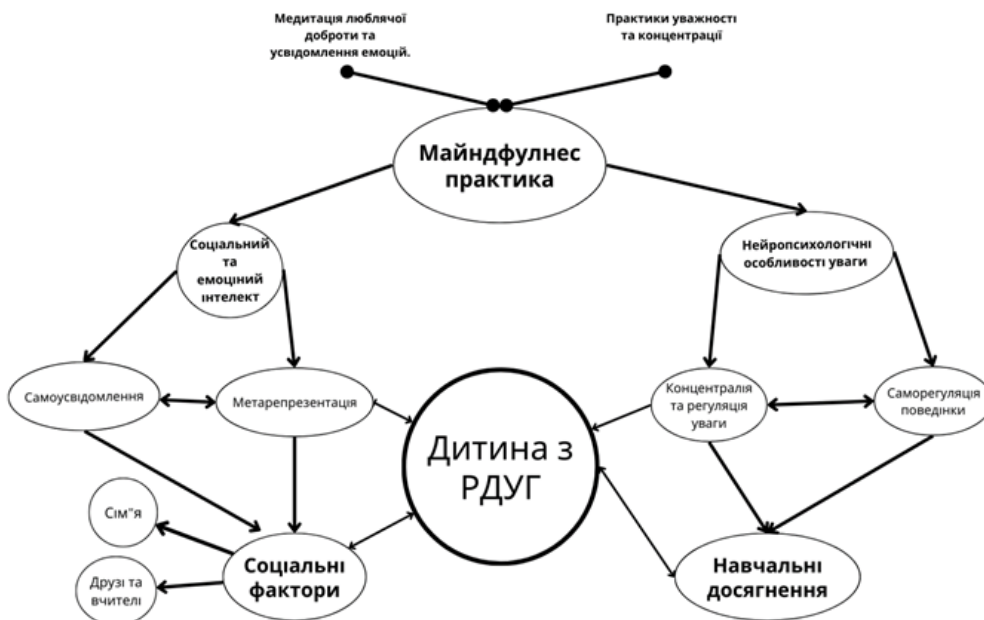 Медитація люблячої
доброти та
усвідомлення емоцій.
Практики уважності
та концентрації
Майндфулнес
практика
Соціальний
та
емоціний
інтелект
Нейропсихологічні
особливості уваги
Самоусвідомлення
Метарепрезентація
Концентралія
та регуляція
уваги
Саморегуляція
поведінки
Дитина з
РДУГ
Сім"я
Друзі та
вчителі
Соціальні
фактори
Навчальні
досягнення